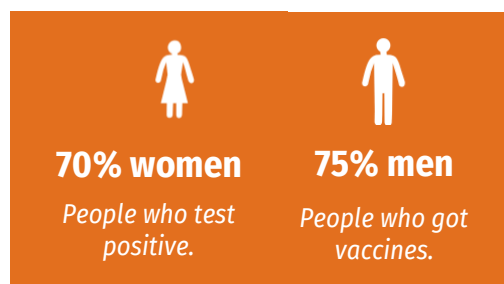 70% women
People who test
positive.
75% men
People who got
vaccines.